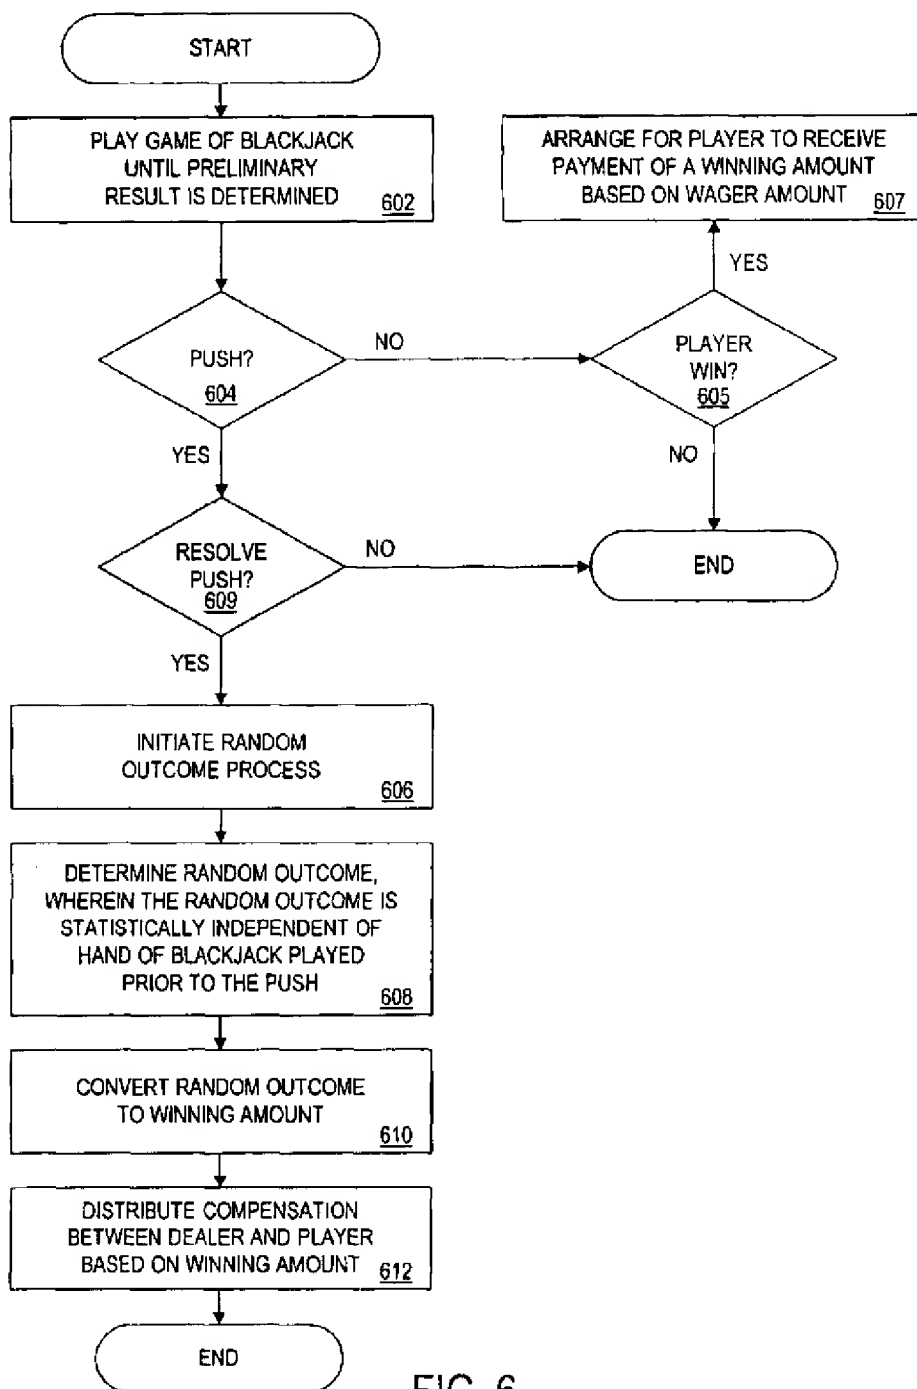 START
PLAY GAME OF BLACKJACK
UNTIL PRELIMINARY
RESULT IS DETERMINED
602
ARRANGE FOR PLAYER TO RECEIVE
PAYMENT OF A WINNING AMOUNT
BASED ON WAGER AMOUNT
607
YES
PUSH?
604
NO
PLAYER
WIN?
605
YES
NO
RESOLVE
PUSH?
609
NO
END
YES
INITIATE RANDOM
OUTCOME PROCESS
606
DETERMINE RANDOM OUTCOME,
WHEREIN THE RANDOM OUTCOME IS
STATISTICALLY INDEPENDENT OF
HAND OF BLACKJACK PLAYED
PRIOR TO THE PUSH
608
CONVERT RANDOM OUTCOME
TO WINNING AMOUNT
610
DISTRIBUTE COMPENSATION
BETWEEN DEALER AND PLAYER
BASED ON WINNING AMOUNT
612
END
FIG. 6